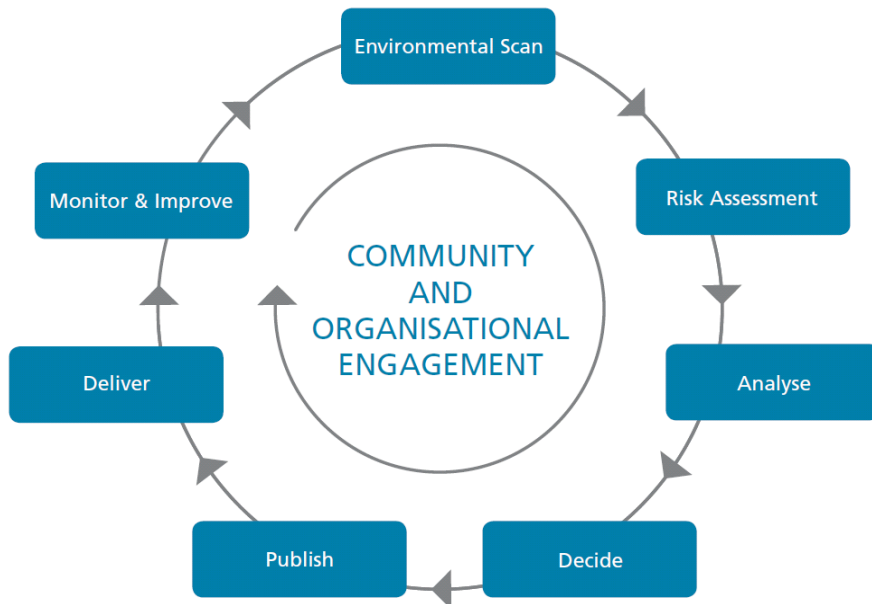 Environmental Scan
Risk Assessment
Analyse
Decide
Publish
Deliver
Monitor & Improve
COMMUNITY
AND
ORGANISATIONAL
ENGAGEMENT